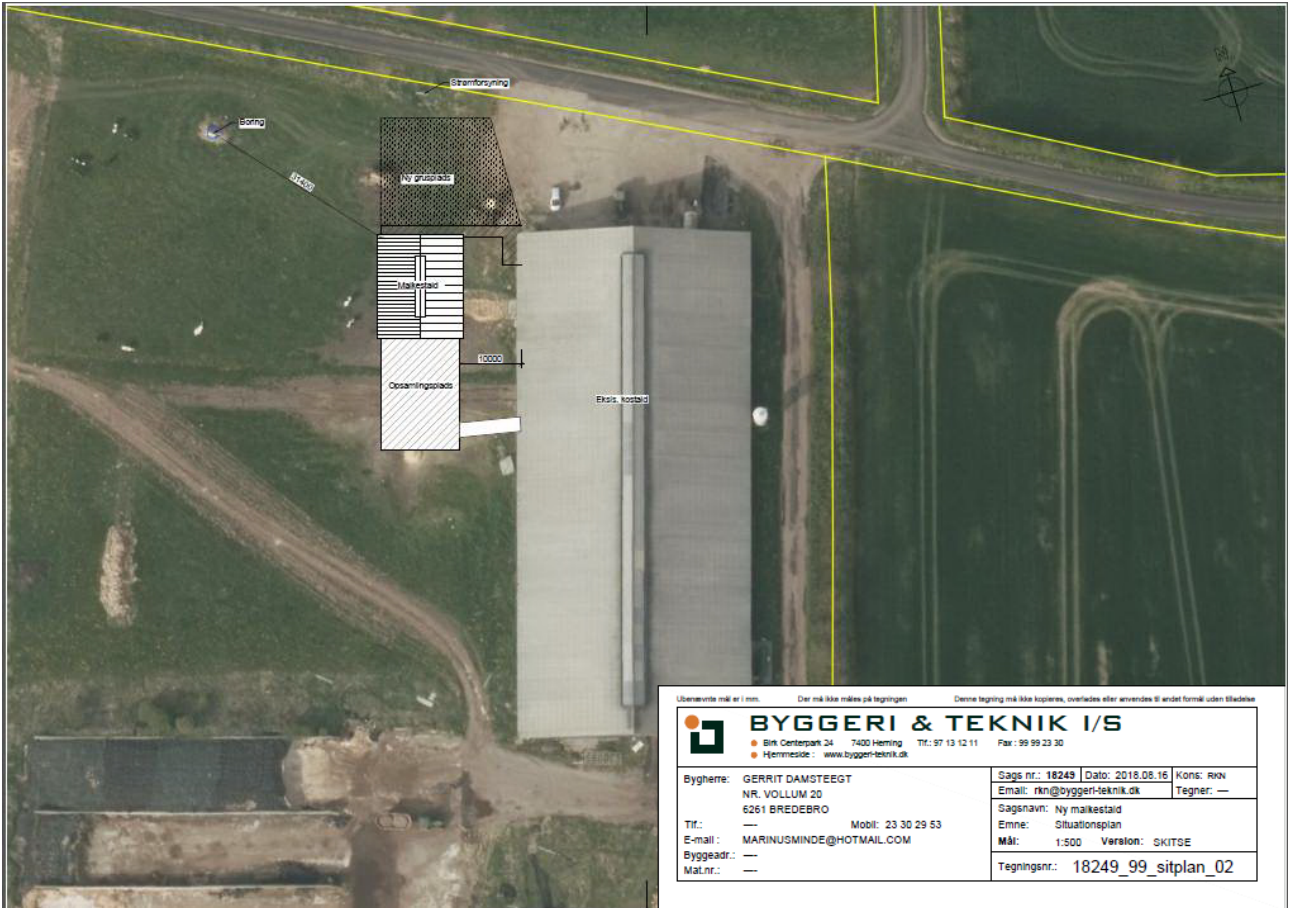 Strømforsyning
Boring
31400
Ny grusplads
Malkestald
10000
Opsamlingsplads
Eksis. kostald
Ubenævnte mål er i mm. Der må ikke måles på tegningen Denne tegning må ikke kopieres, overlades eller anvendes til andet formål uden tilladelse
BYGGERI & TEKNIK I/S
Birk Centerpark 24 7400 Herning Tlf.: 97 13 12 11 Fax : 99 99 23 30
Hjemmeside : www.byggeri-teknik.dk
Bygherre: GERRIT DAMSTEEGT
NR. VOLLUM 20
6261 BREDEBRO
Tlf.: ---- Mobil: 23 30 29 53
E-mail : MARINUSMINDE@HOTMAIL.COM
Byggeadr.: ----
Mat.nr.: ----
Sags nr.: 18249 Dato: 2018.08.16 Kons: RKN
Email: rkn@byggeri-teknik.dk Tegner: ---
Sagsnavn: Ny malkestald
Emne: Situationsplan
Mål: 1:500 Version: SKITSE
Tegningsnr.: 18249_99_sitplan_02